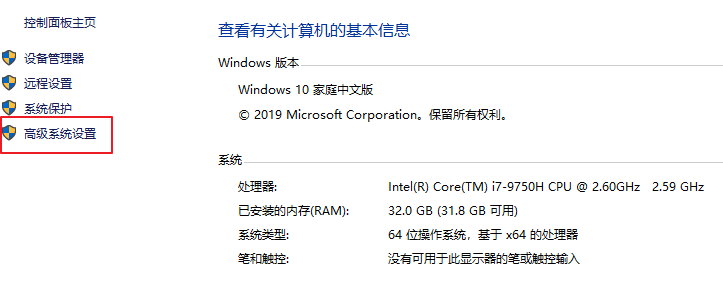 控制面板主页
设备管理器
远程设置
系统保护
高级系统设置
查看有关计算机的基本信息
Windows 版本
Windows 10 家庭中文版
© 2019 Microsoft Corporation。保留所有权利。
系统
处理器: Intel(R) Core(TM) i7-9750H CPU @ 2.60GHz 2.59 GHz
已安装的内存(RAM): 32.0 GB (31.8 GB 可用)
系统类型: 64 位操作系统，基于 x64 的处理器
笔和触控: 没有可用于此显示器的笔或触控输入